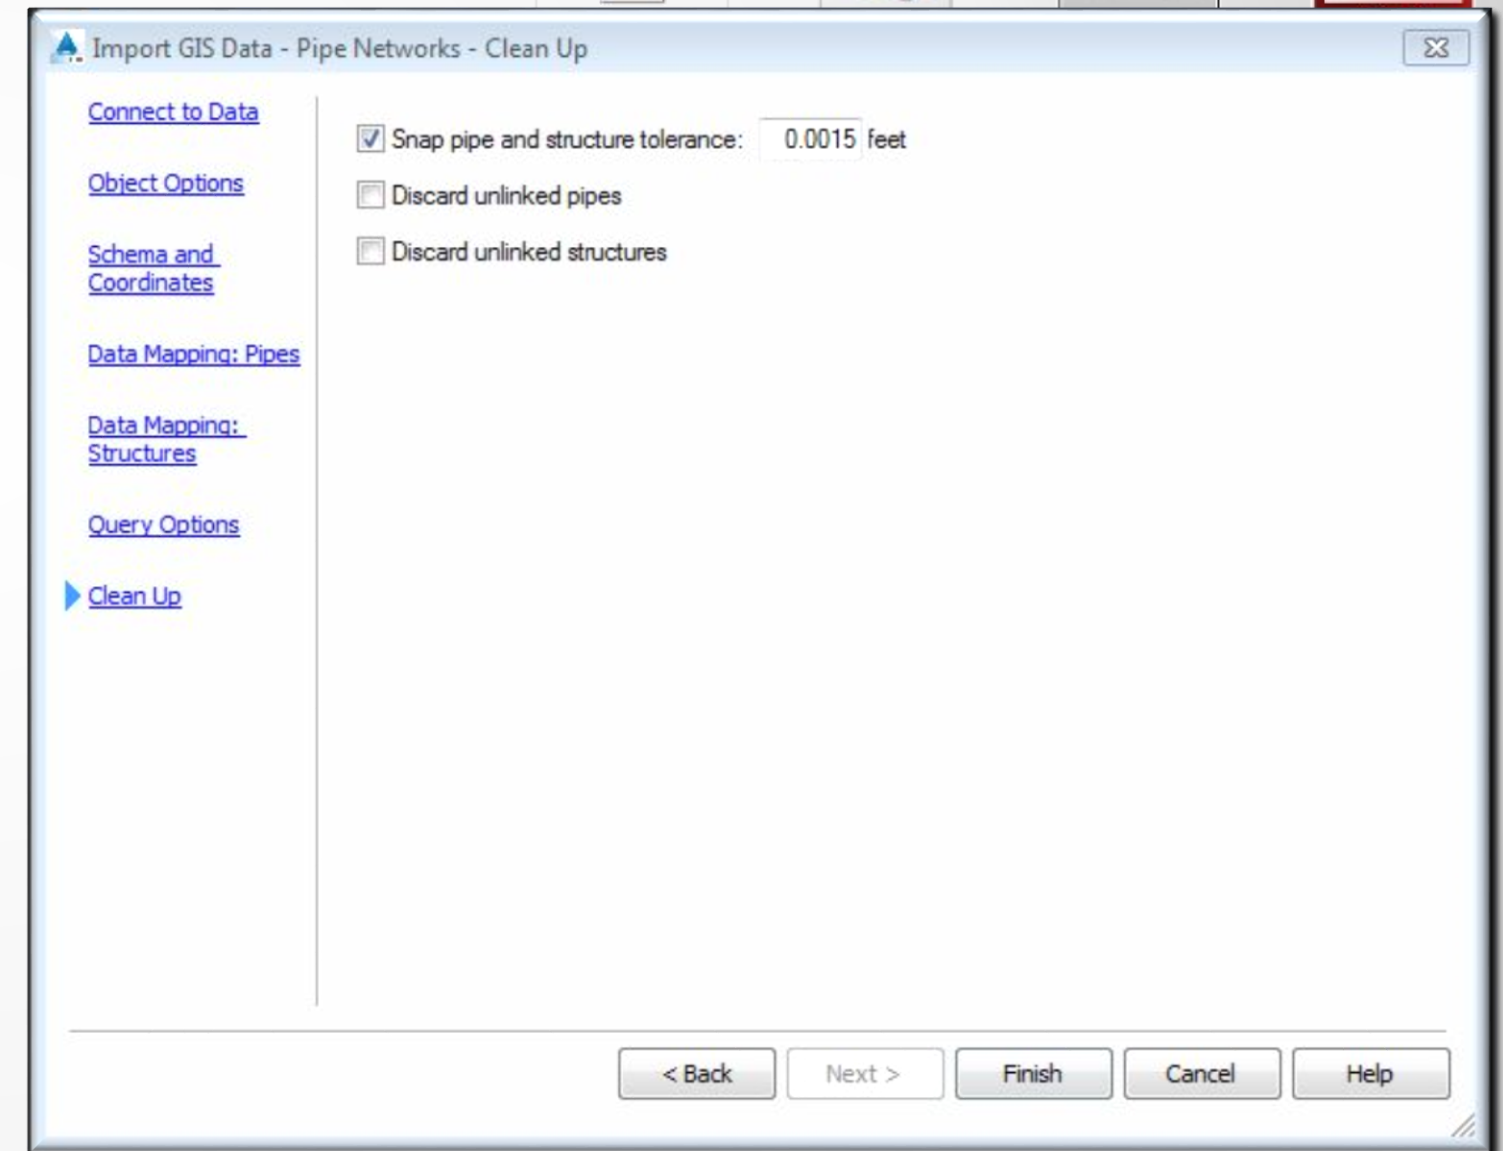 Import GIS Data - Pipe Networks - Clean Up
Connect to Data
Object Options
Schema and
Coordinates
Data Mapping: Pipes
Data Mapping:
Structures
Query Options
Clean Up
Snap pipe and structure tolerance: 0.0015 feet
Discard unlinked pipes
Discard unlinked structures
< Back
Next >
Finish
Cancel
Help